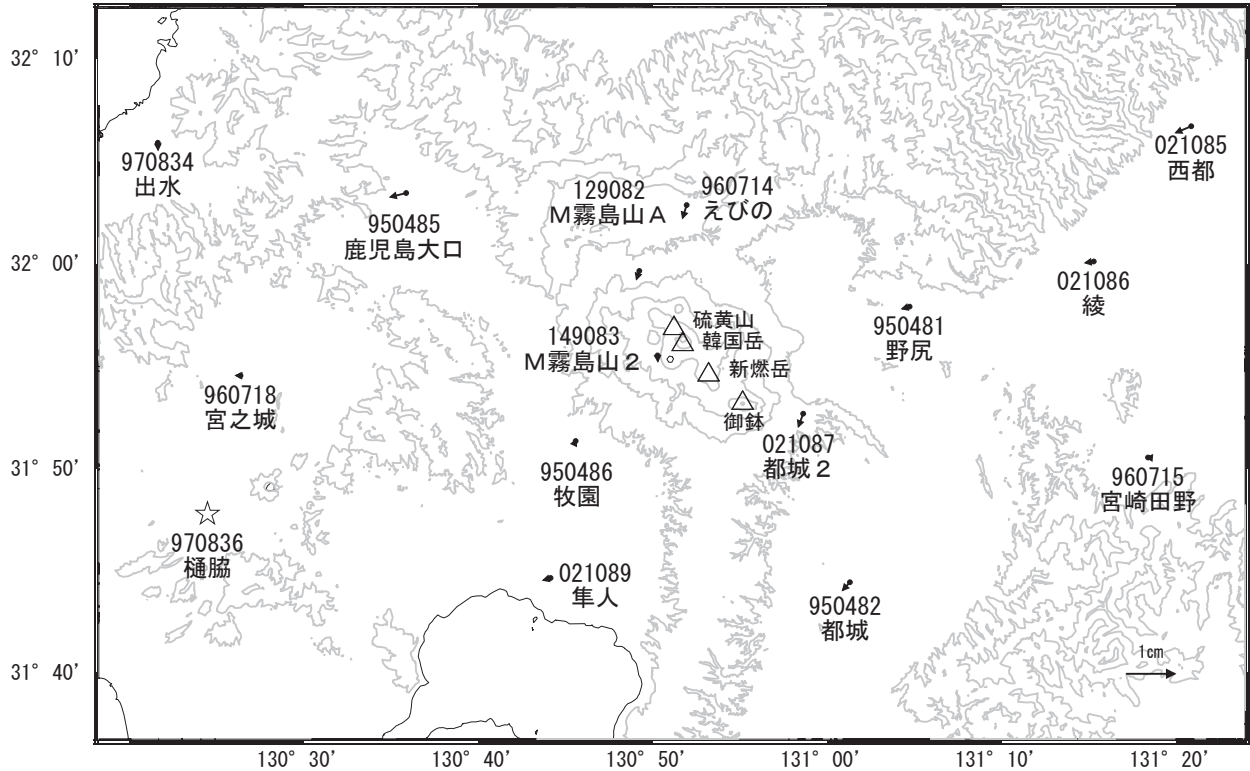 32° 10′
021085
西都
970834
出水
129082
M霧島山A
960714
えびの
950485
鹿児島大口
32° 00′
021086
綾
950481
野尻
硫黄山
韓国岳
149083
M霧島山2
新燃岳
960718
宮之城
御鉢
021087
都城2
31° 50′
950486
牧園
960715
宮崎田野
970836
樋脇
021089
隼人
950482
都城
1cm
31° 40′
130° 30′
130° 40′
130° 50′
131° 00′
131° 10′
131° 20′